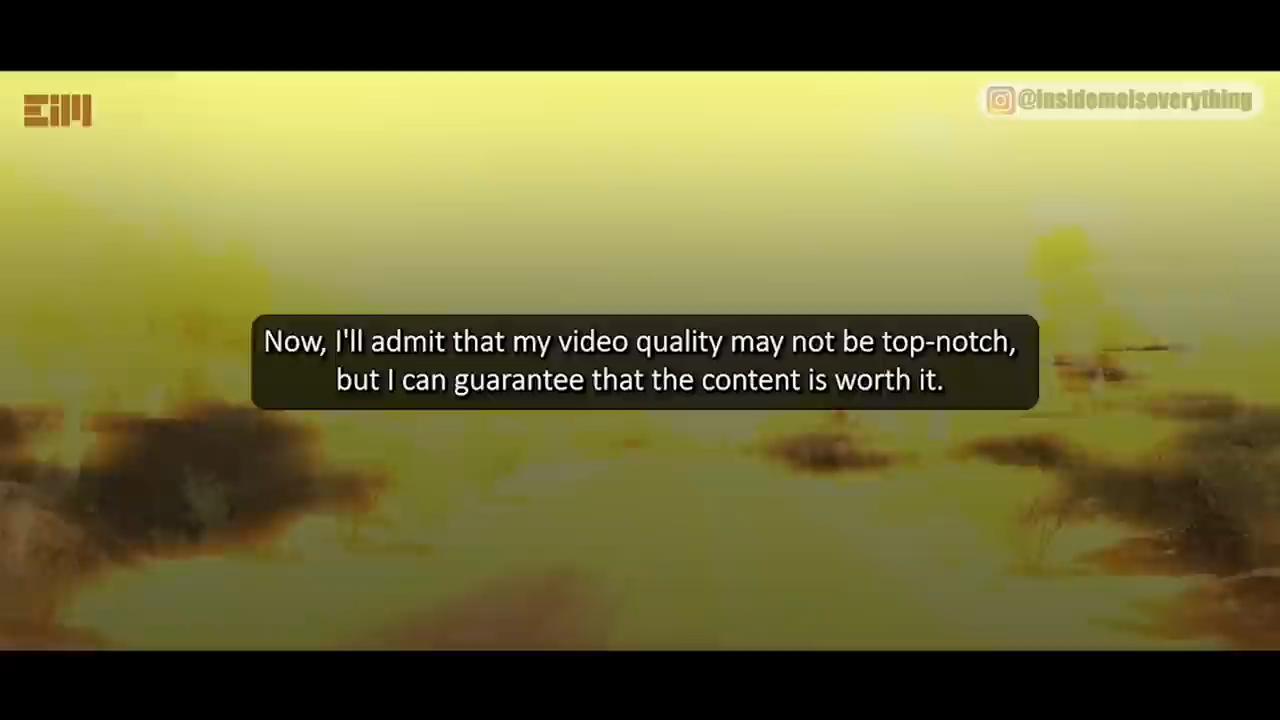 @insidemeiseverything
Now, I'll admit that my video quality may not be top-notch,
but I can guarantee that the content is worth it.